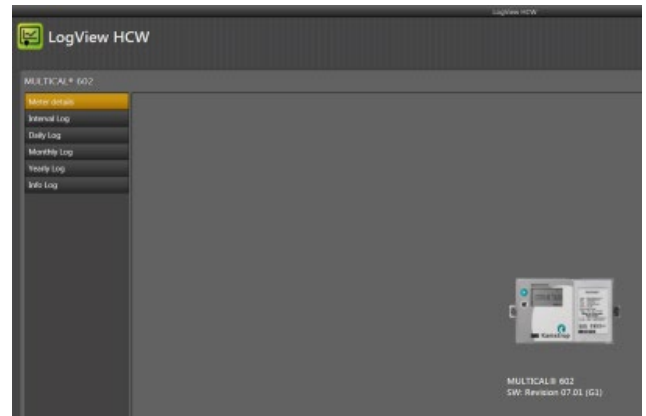 LogView HCW
LogView HCW
MULTICAL® 602
Meter details
Interval Log
Daily Log
Monthly Log
Yearly Log
Info Log
Kamstrup
MULTICAL® 602
SW: Revision 07.01 (G1)